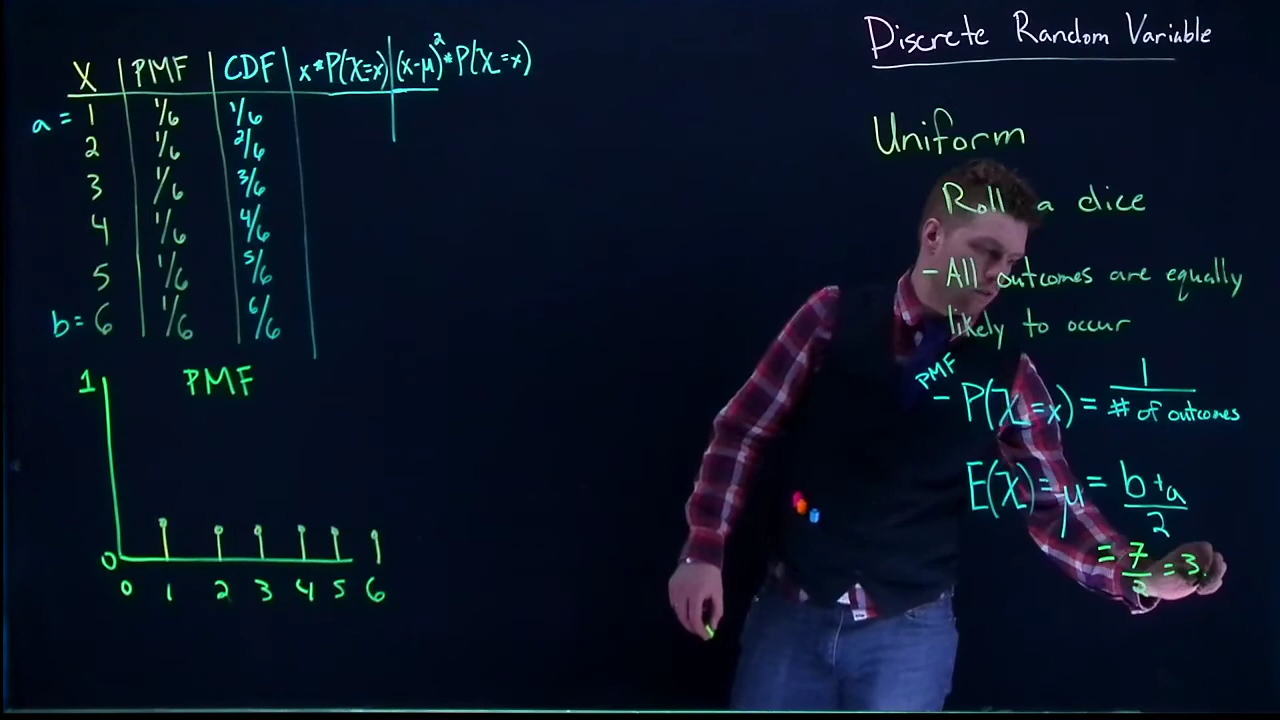 Discrete Random Variable
X | PMF | CDF | x*P(X=x) | (x-μ)²*P(X=x)
a = 1 1/6 1/6
2 1/6 2/6
3 1/6 3/6
4 1/6 4/6
5 1/6 5/6
b = 6 1/6 6/6
Uniform
Roll a dice
- All outcomes are equally
likely to occur
PMF
- P(X=x) = 1 / # of outcomes
E(X) = μ = b+a / 2
= 7/2 = 3.
PMF
1
0
0 1 2 3 4 5 6